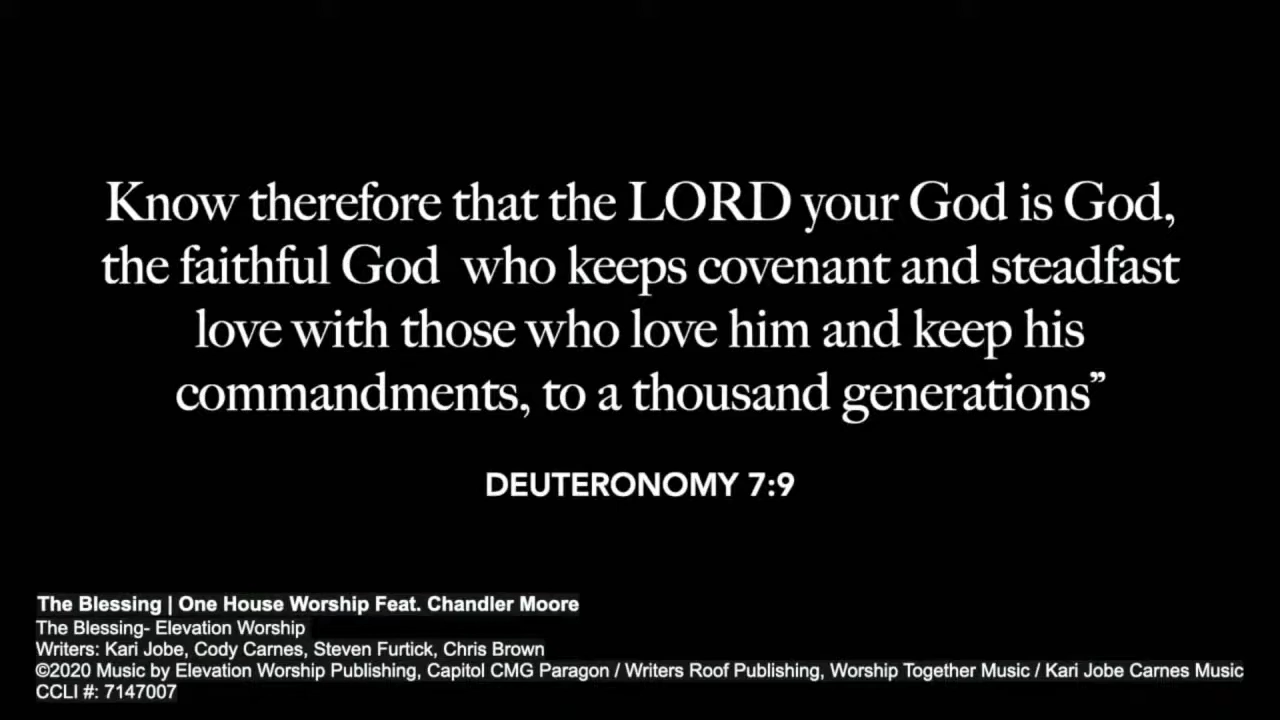 Know therefore that the LORD your God is God,
the faithful God  who keeps covenant and steadfast
love with those who love him and keep his
commandments, to a thousand generations”
DEUTERONOMY 7:9
The Blessing | One House Worship Feat. Chandler Moore
The Blessing- Elevation Worship
Writers: Kari Jobe, Cody Carnes, Steven Furtick, Chris Brown
©2020 Music by Elevation Worship Publishing, Capitol CMG Paragon / Writers Roof Publishing, Worship Together Music / Kari Jobe Carnes Music
CCLI #: 7147007